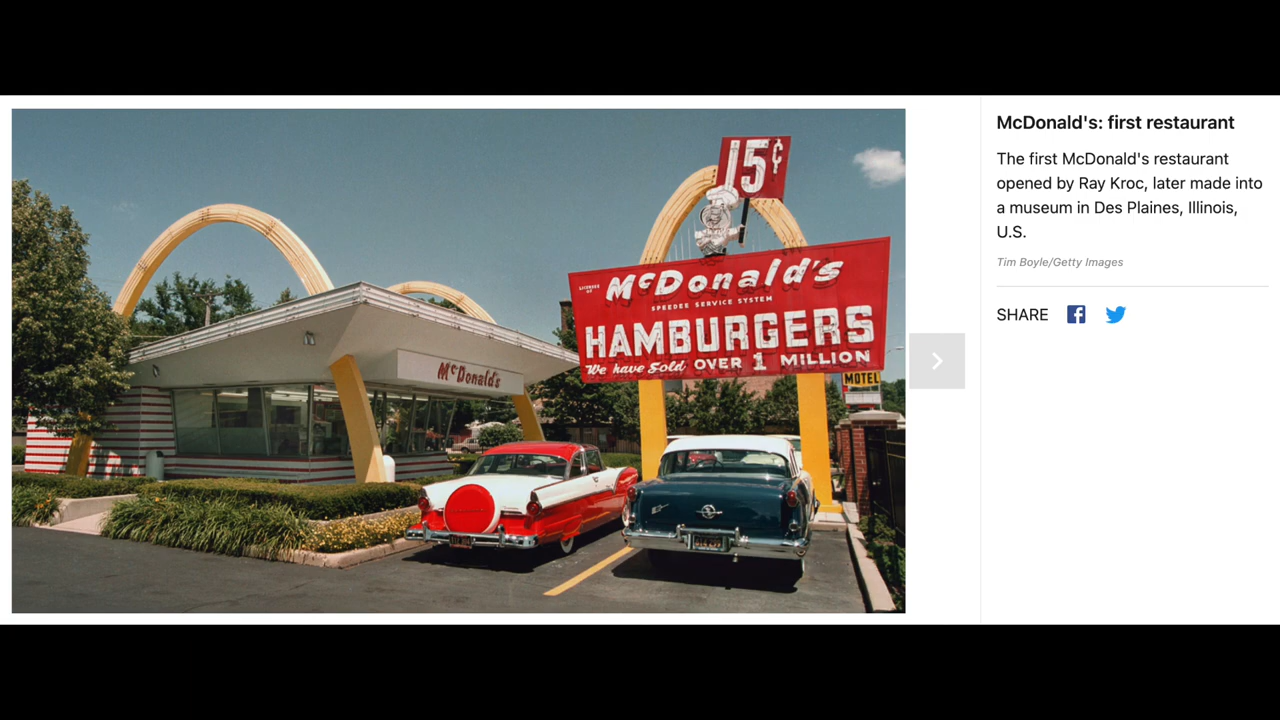 15¢
LICENSEE OF
McDonald's
SPEEDEE SERVICE SYSTEM
HAMBURGERS
We have Sold OVER 1 MILLION
MOTEL
McDonald's
McDonald's: first restaurant
The first McDonald's restaurant
opened by Ray Kroc, later made into
a museum in Des Plaines, Illinois,
U.S.
Tim Boyle/Getty Images
SHARE